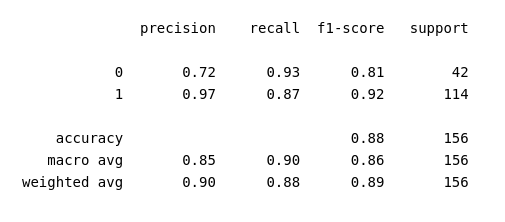 precision recall f1-score support
0 0.72 0.93 0.81 42
1 0.97 0.87 0.92 114
accuracy 0.88 156
macro avg 0.85 0.90 0.86 156
weighted avg 0.90 0.88 0.89 156